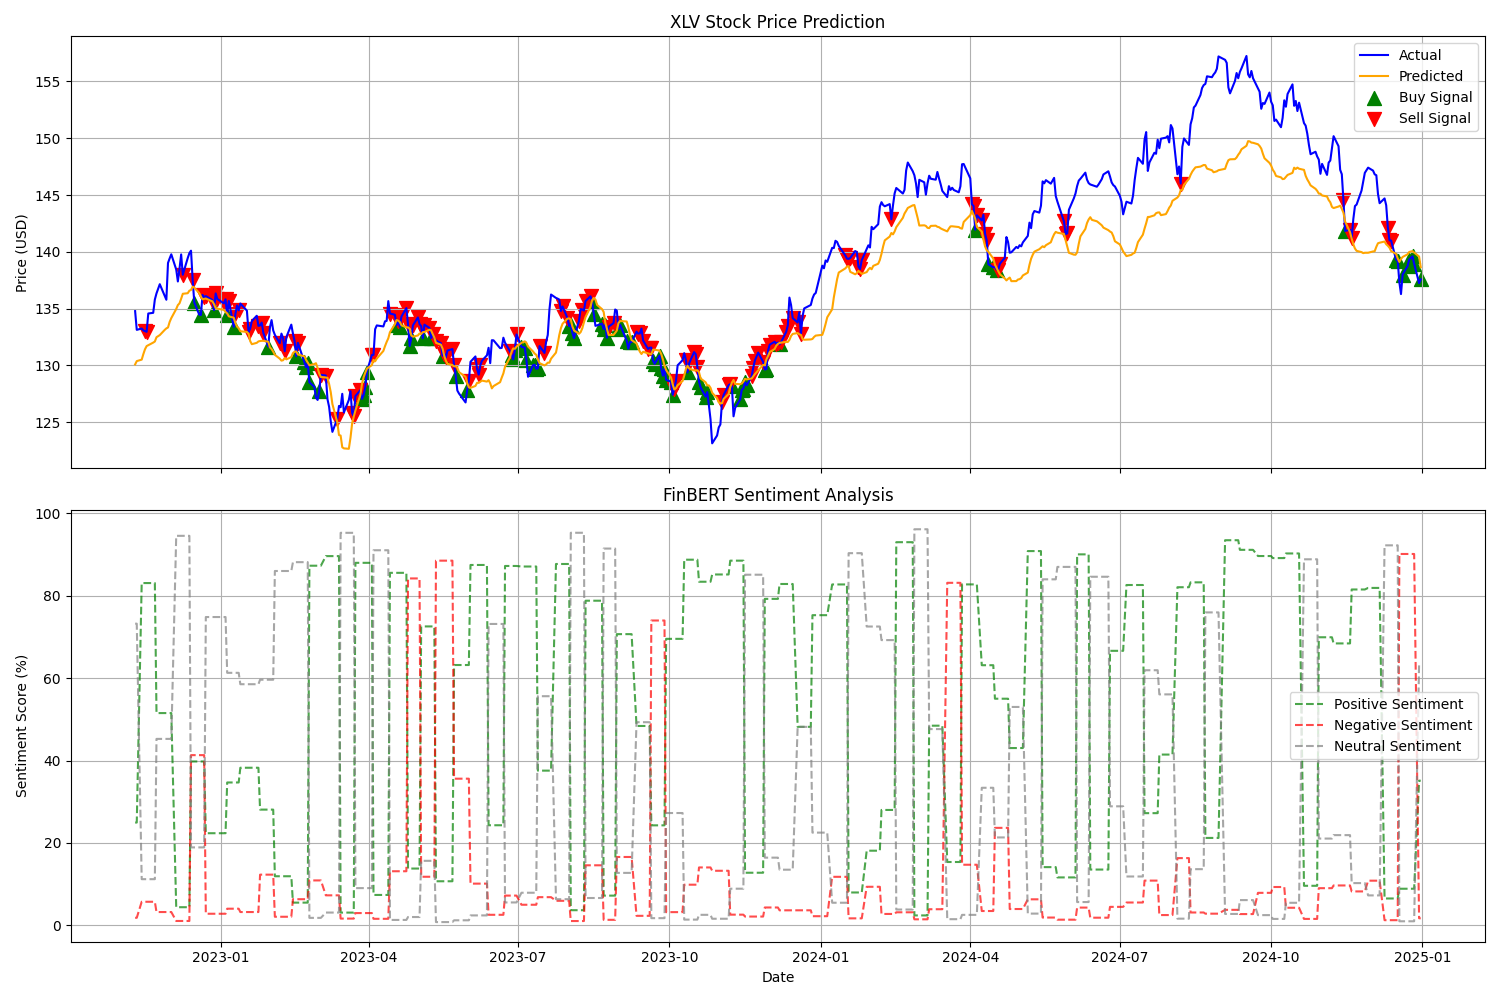 XLV Stock Price Prediction
Price (USD)
155
150
145
140
135
130
125
Actual
Predicted
Buy Signal
Sell Signal
FinBERT Sentiment Analysis
Sentiment Score (%)
100
80
60
40
20
0
Positive Sentiment
Negative Sentiment
Neutral Sentiment
2023-01 2023-04 2023-07 2023-10 2024-01 2024-04 2024-07 2024-10 2025-01
Date